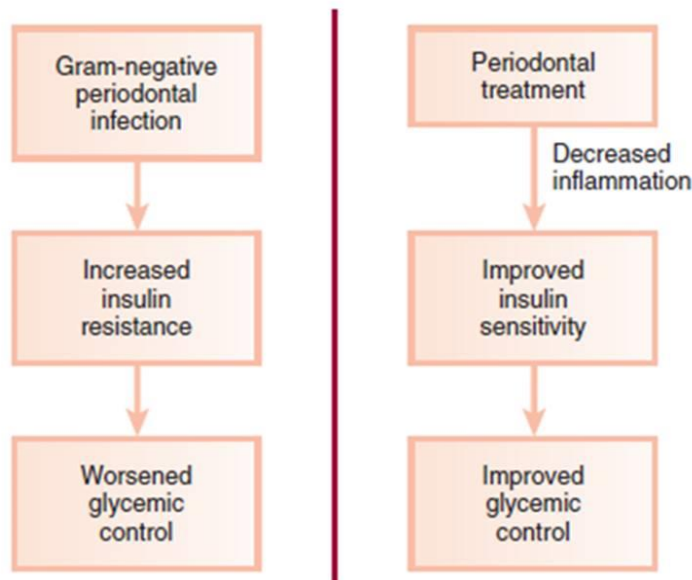 Gram-negative
periodontal
infection
Increased
insulin
resistance
Worsened
glycemic
control
Periodontal
treatment
Decreased
inflammation
Improved
insulin
sensitivity
Improved
glycemic
control